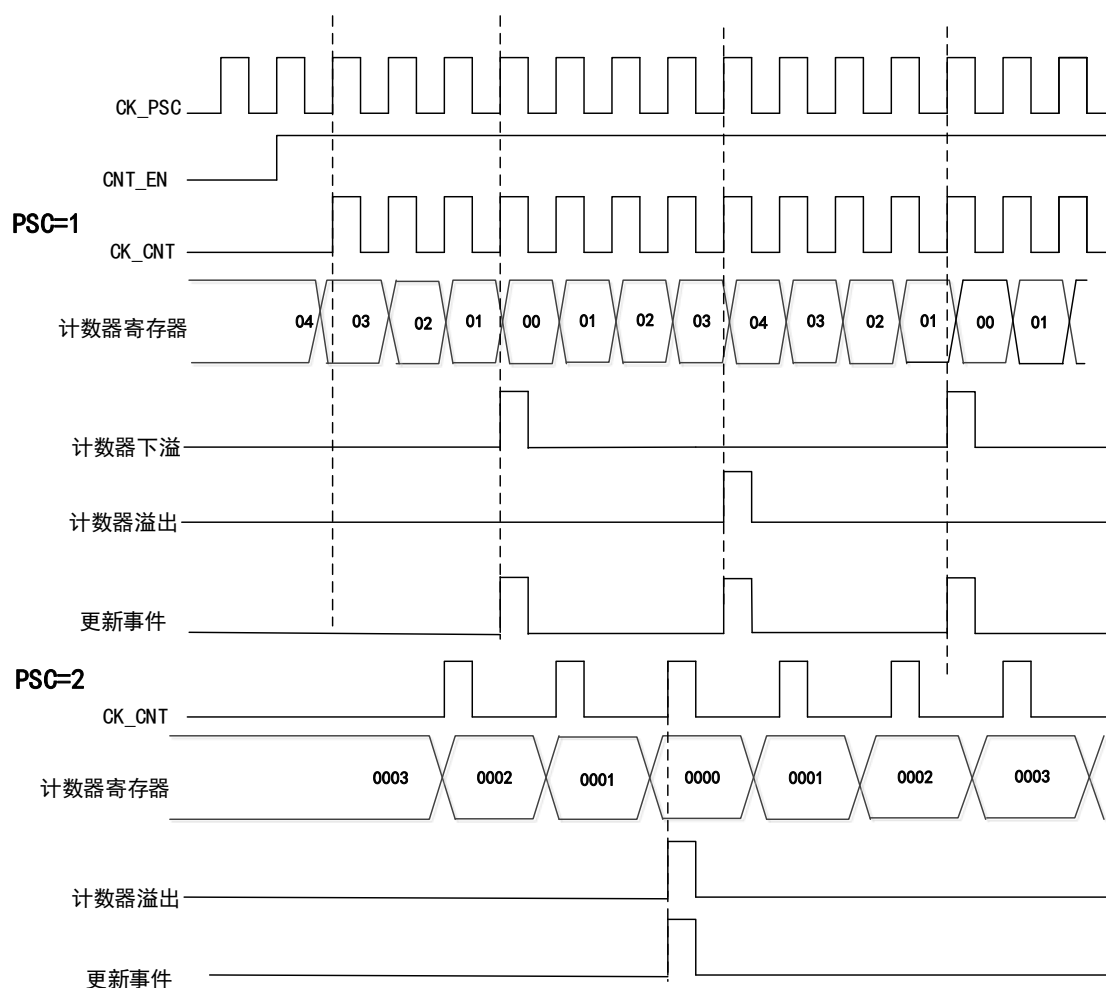 CK_PSC
CNT_EN
PSC=1
CK_CNT
计数器寄存器 04 03 02 01 00 01 02 03 04 03 02 01 00 01
计数器下溢
计数器溢出
更新事件
PSC=2
CK_CNT
计数器寄存器 0003 0002 0001 0000 0001 0002 0003
计数器溢出
更新事件